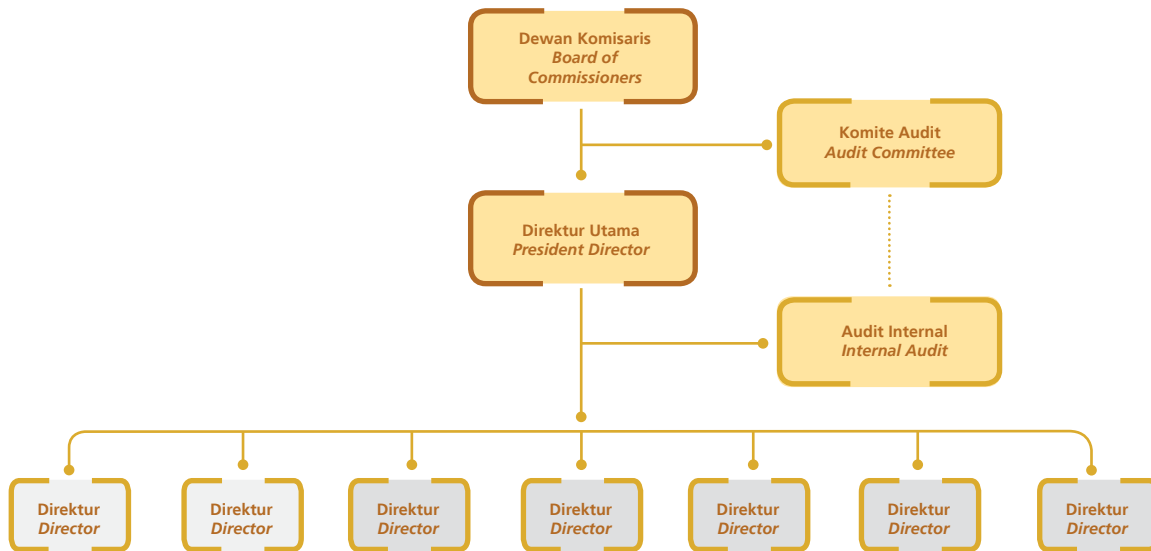 Dewan Komisaris
Board of
Commissioners
Komite Audit
Audit Committee
Direktur Utama
President Director
Audit Internal
Internal Audit
Direktur
Director
Direktur
Director
Direktur
Director
Direktur
Director
Direktur
Director
Direktur
Director
Direktur
Director